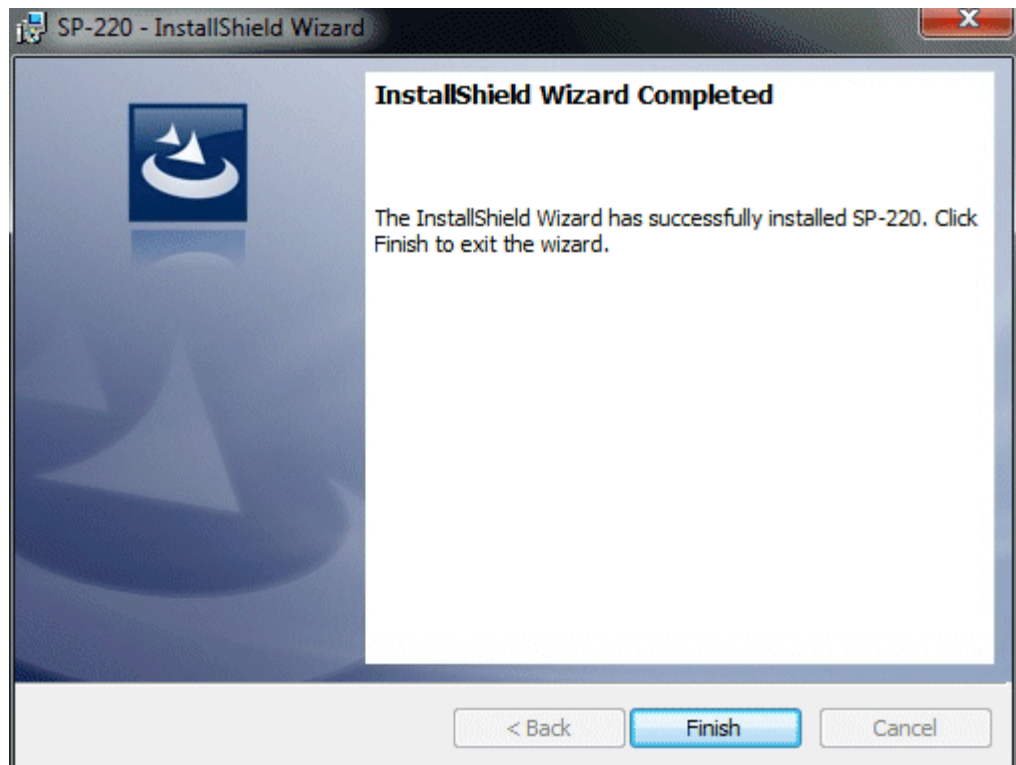 SP-220 - InstallShield Wizard
InstallShield Wizard Completed
The InstallShield Wizard has successfully installed SP-220. Click
Finish to exit the wizard.
< Back
Finish
Cancel